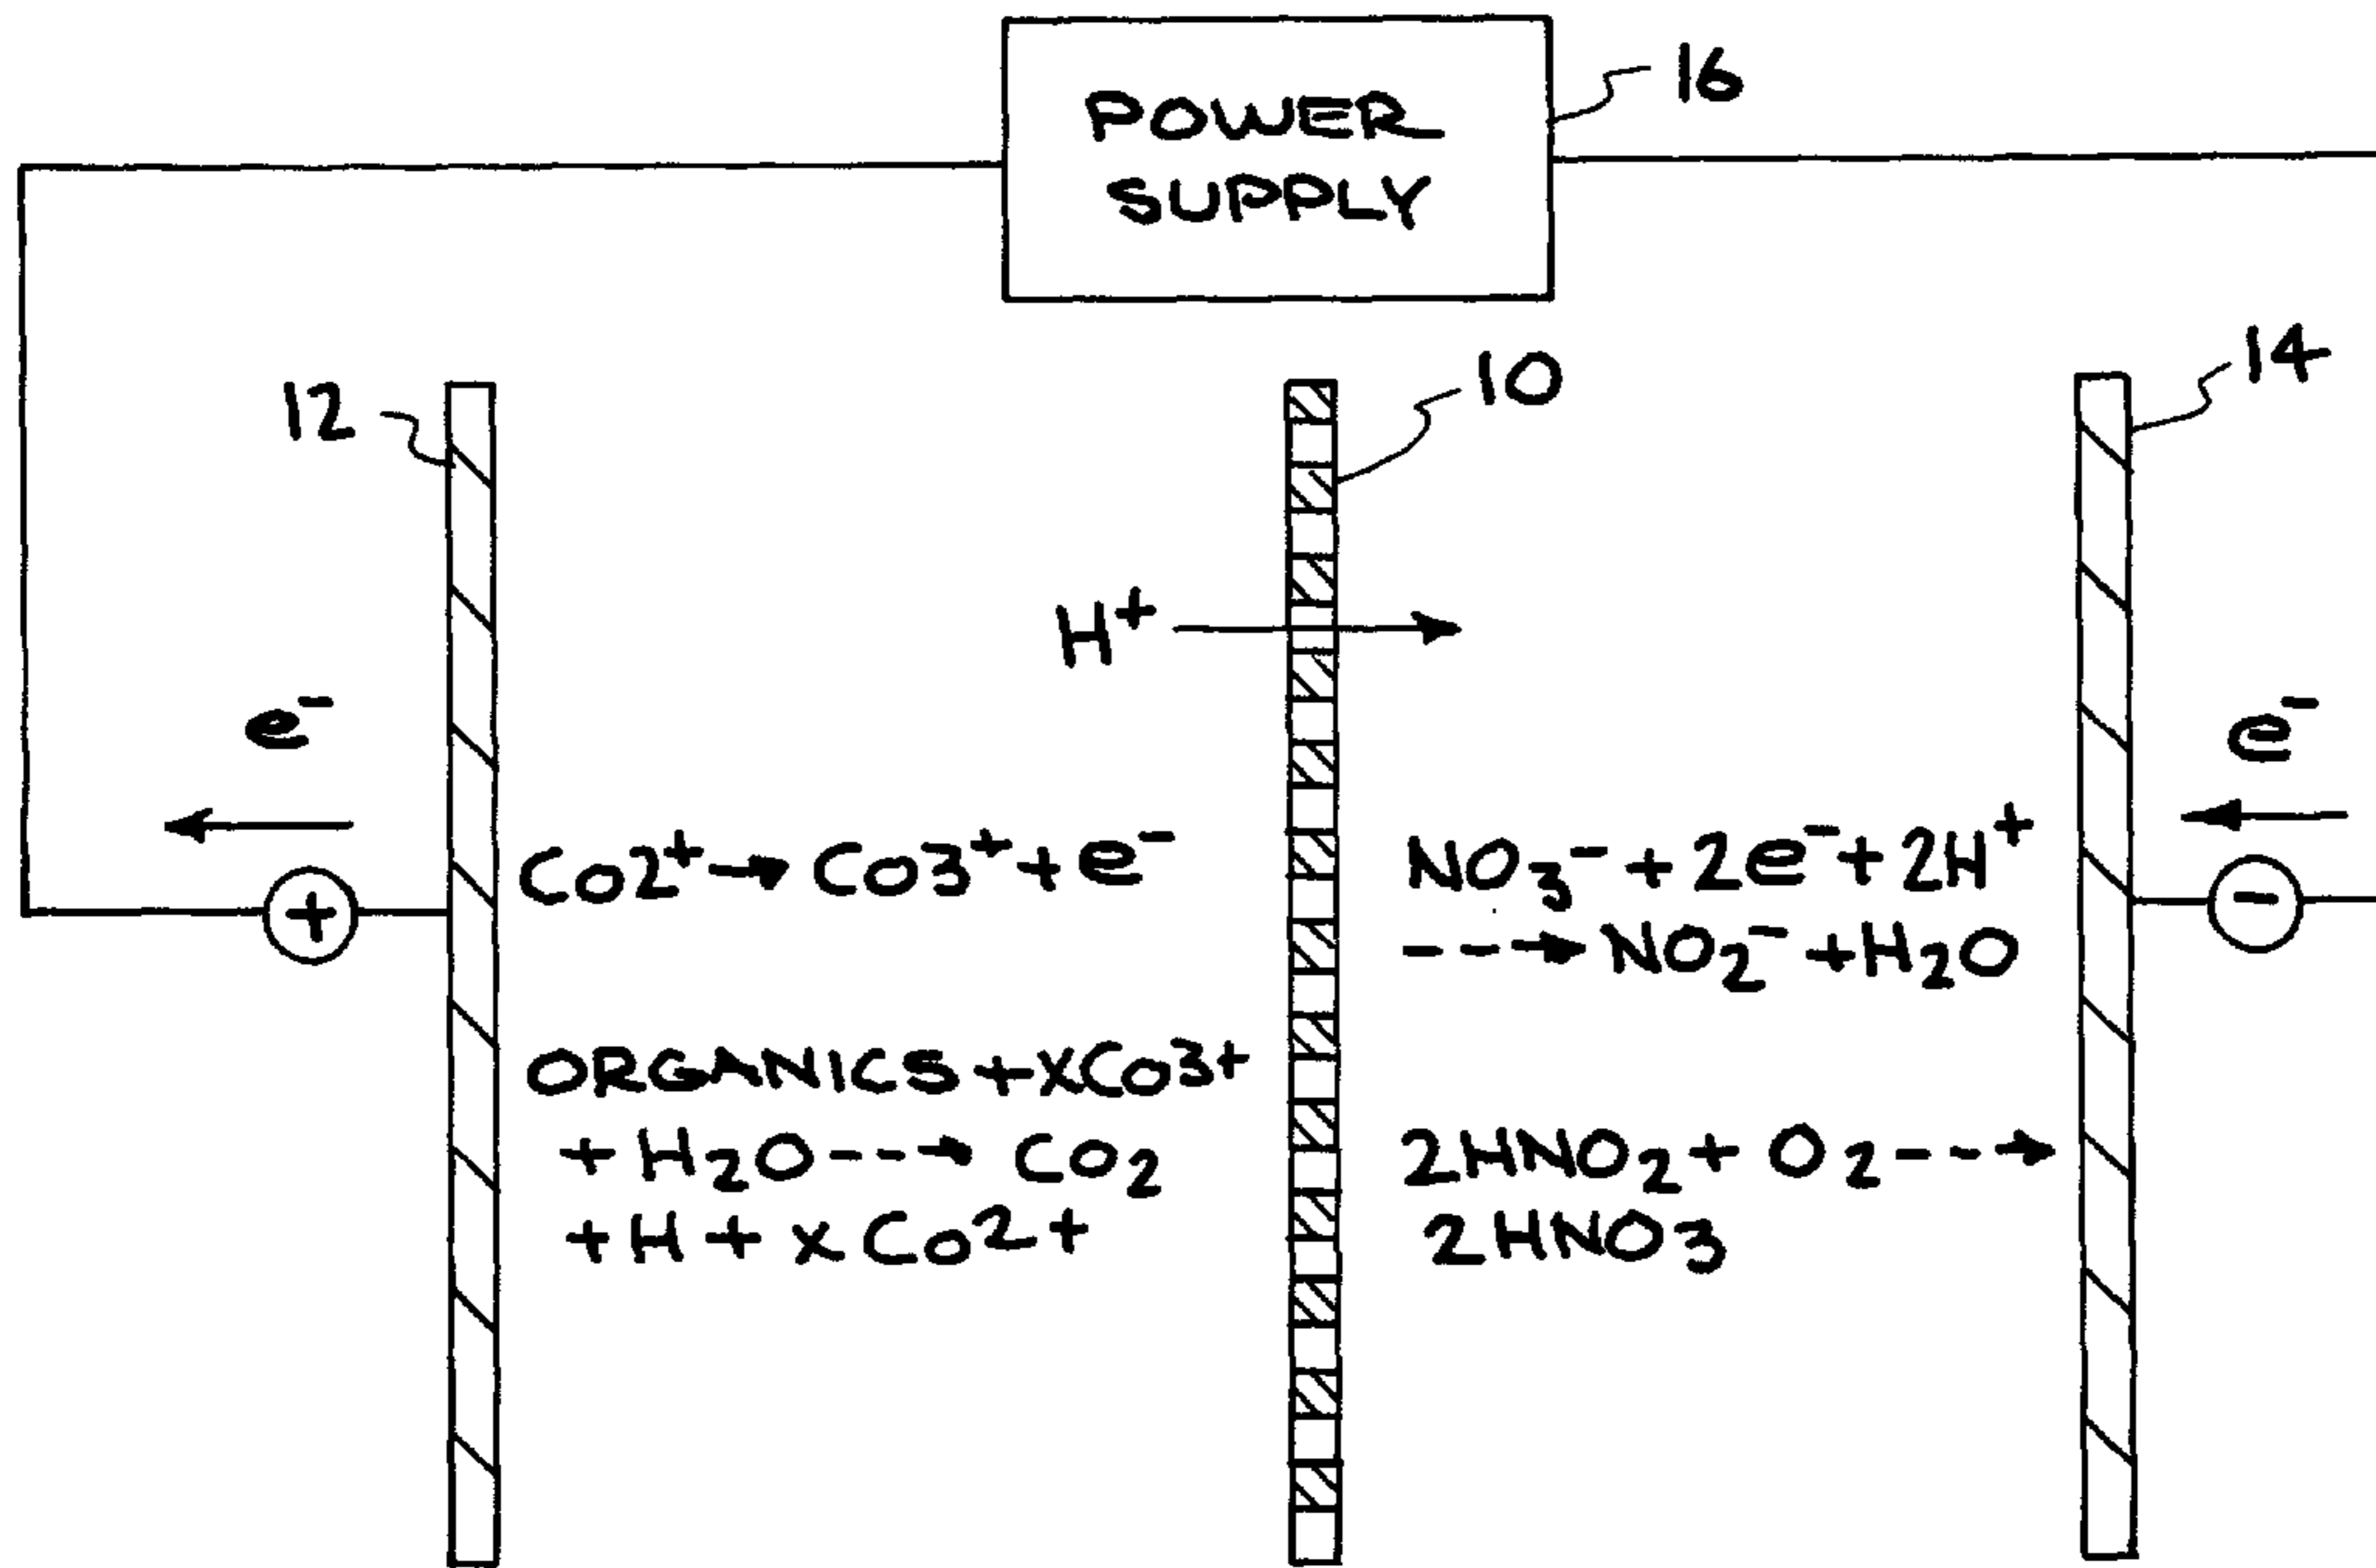 POWER
SUPPLY
16
12
10
14
H⁺
e⁻
e⁻
Co2⁺→ Co3⁺+e⁻
NO₃⁻+2e⁻+2H⁺
--→NO₂⁻+H₂O
+
-
ORGANICS+xCo3+
+H₂O--→ Co₂
+H+xCo2+
2HNO₂+O₂--→
2HNO3